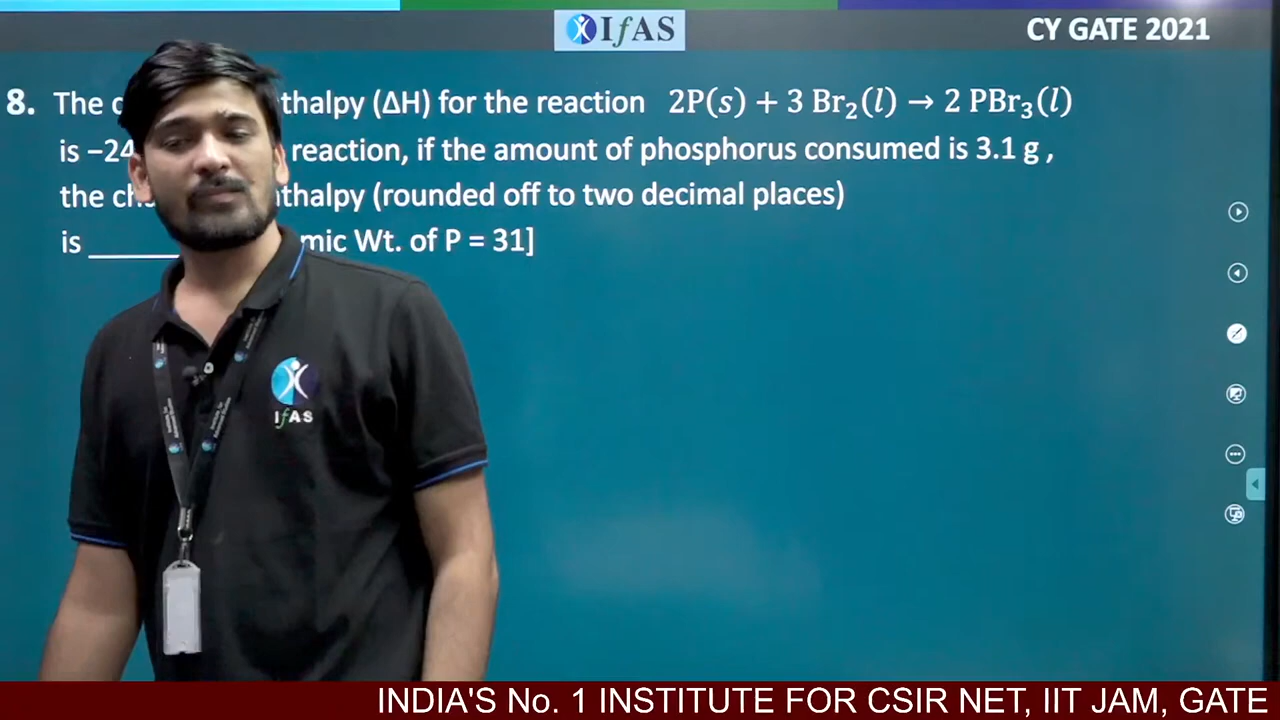 IfAS
CY GATE 2021
8. The thalpy (ΔH) for the reaction 2P(s) + 3 Br₂(l) → 2 PBr₃(l)
is −24 reaction, if the amount of phosphorus consumed is 3.1 g ,
the thalpy (rounded off to two decimal places)
is ______ mic Wt. of P = 31]
IfAS
INDIA'S No. 1 INSTITUTE FOR CSIR NET, IIT JAM, GATE